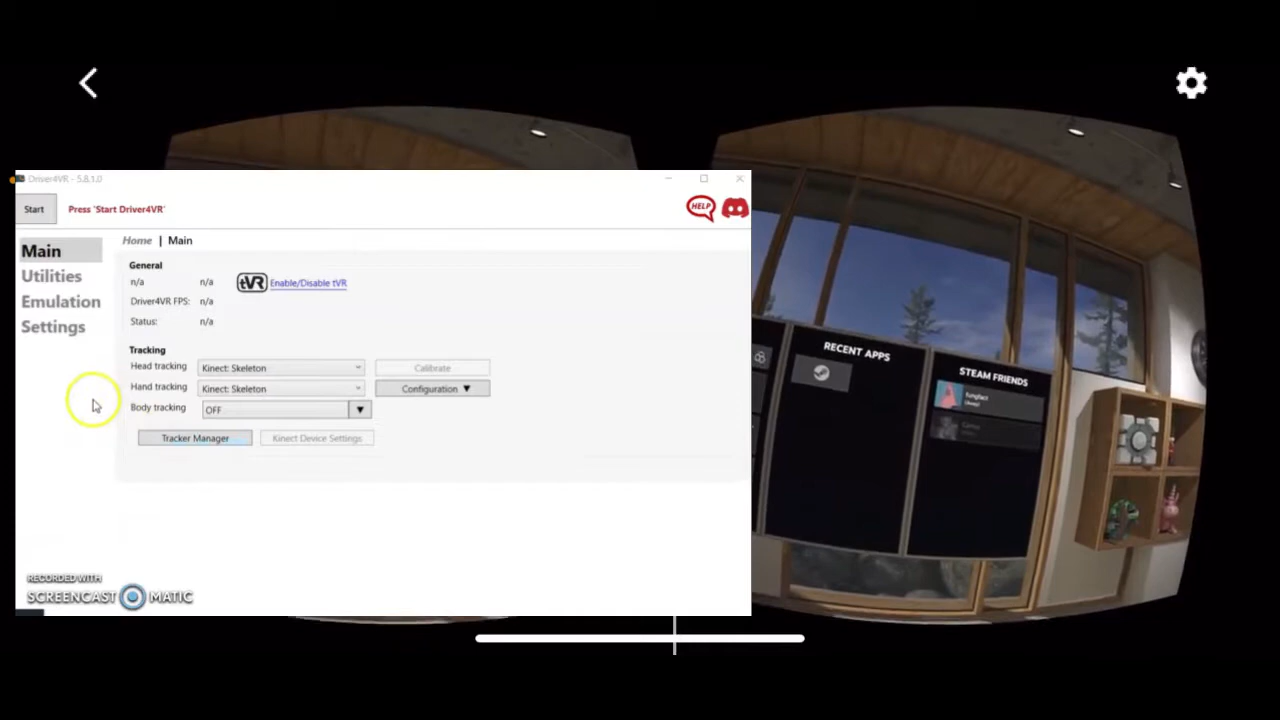 Driver4VR - 5.8.1.0
Start
Press 'Start Driver4VR'
HELP
Main
Utilities
Emulation
Settings
Home | Main
General
n/a n/a tVR Enable/Disable tVR
Driver4VR FPS: n/a
Status: n/a
Tracking
Head tracking Kinect: Skeleton Calibrate
Hand tracking Kinect: Skeleton Configuration ▼
Body tracking OFF ▼
Tracker Manager Kinect Device Settings
RECORDED WITH
SCREENCAST MATIC
RECENT APPS
STEAM FRIENDS